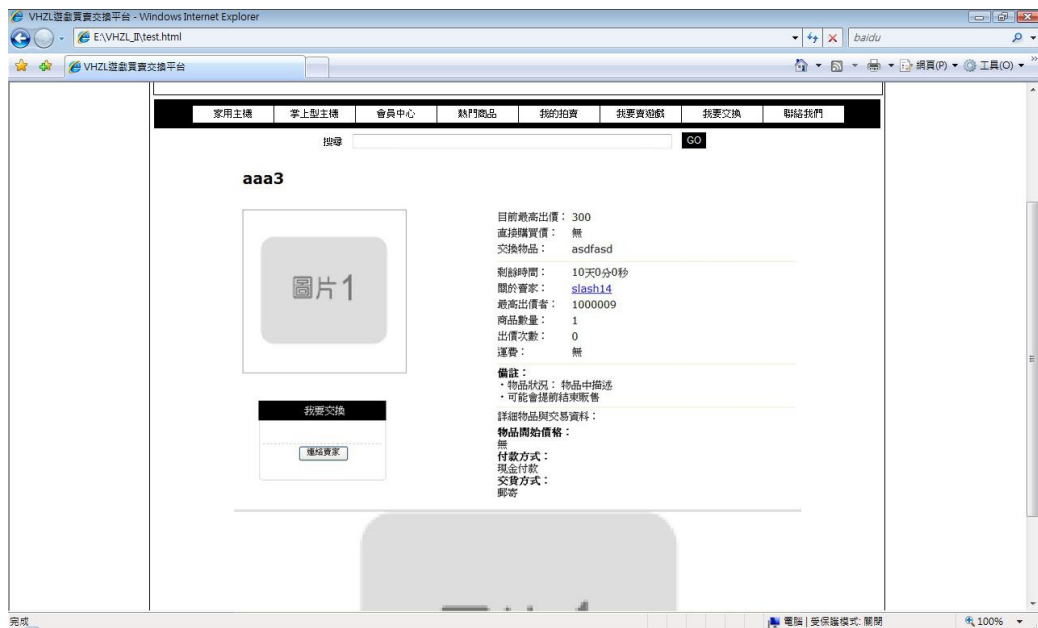 VHZL遊戲買賣交換平台 - Windows Internet Explorer
E:\VHZL_II\test.html
baidu
VHZL遊戲買賣交換平台
網頁(P)
工具(O)
家用主機 掌上型主機 會員中心 熱門商品 我的拍賣 我要賣遊戲 我要交換 聯絡我們
搜尋
GO
aaa3
圖片1
目前最高出價： 300
直接購買價： 無
交換物品： asdfasd
剩餘時間： 10天0分0秒
關於賣家： slash14
最高出價者： 1000009
商品數量： 1
出價次數： 0
運費： 無
備註：
・物品狀況： 物品中描述
・可能會提前結束販售
我要交換
連絡賣家
詳細物品與交易資料：
物品開始價格：
無
付款方式：
現金付款
交貨方式：
郵寄
完成
電腦 | 受保護模式: 關閉
100%